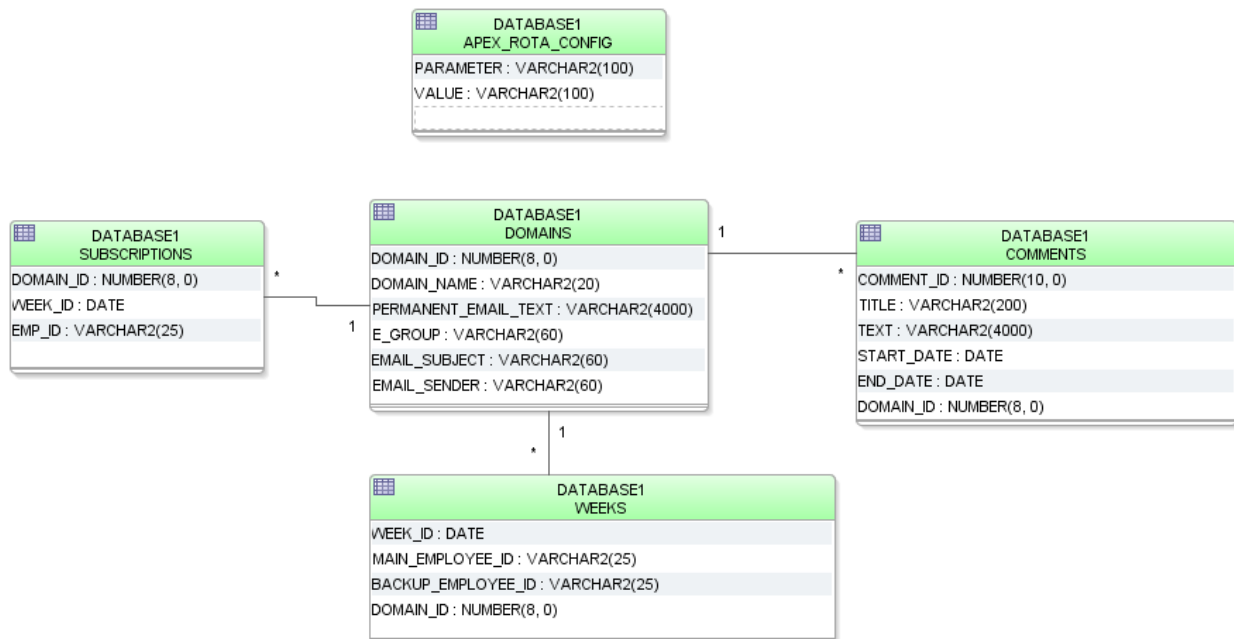 DATABASE1
APEX_ROTA_CONFIG
PARAMETER : VARCHAR2(100)
VALUE : VARCHAR2(100)
DATABASE1
SUBSCRIPTIONS
DOMAIN_ID : NUMBER(8, 0)
WEEK_ID : DATE
EMP_ID : VARCHAR2(25)
*
1
DATABASE1
DOMAINS
DOMAIN_ID : NUMBER(8, 0)
DOMAIN_NAME : VARCHAR2(20)
PERMANENT_EMAIL_TEXT : VARCHAR2(4000)
E_GROUP : VARCHAR2(60)
EMAIL_SUBJECT : VARCHAR2(60)
EMAIL_SENDER : VARCHAR2(60)
1
*
DATABASE1
COMMENTS
COMMENT_ID : NUMBER(10, 0)
TITLE : VARCHAR2(200)
TEXT : VARCHAR2(4000)
START_DATE : DATE
END_DATE : DATE
DOMAIN_ID : NUMBER(8, 0)
1
*
DATABASE1
WEEKS
WEEK_ID : DATE
MAIN_EMPLOYEE_ID : VARCHAR2(25)
BACKUP_EMPLOYEE_ID : VARCHAR2(25)
DOMAIN_ID : NUMBER(8, 0)